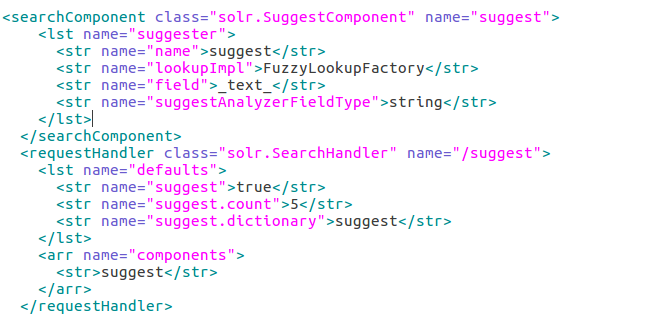 <searchComponent class="solr.SuggestComponent" name="suggest">
    <lst name="suggester">
      <str name="name">suggest</str>
      <str name="lookupImpl">FuzzyLookupFactory</str>
      <str name="field">_text_</str>
      <str name="suggestAnalyzerFieldType">string</str>
    </lst>
  </searchComponent>
  <requestHandler class="solr.SearchHandler" name="/suggest">
    <lst name="defaults">
      <str name="suggest">true</str>
      <str name="suggest.count">5</str>
      <str name="suggest.dictionary">suggest</str>
    </lst>
    <arr name="components">
      <str>suggest</str>
    </arr>
  </requestHandler>